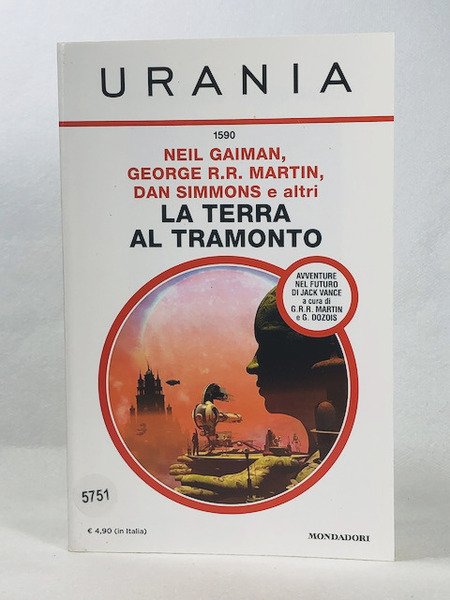 URANIA
1590
NEIL GAIMAN,
GEORGE R.R. MARTIN,
DAN SIMMONS e altri
LA TERRA
AL TRAMONTO
AVVENTURE
NEL FUTURO
DI JACK VANCE
a cura di
G.R.R. MARTIN
e G. DOZOIS
5751
€ 4,90 (in Italia)
MONDADORI